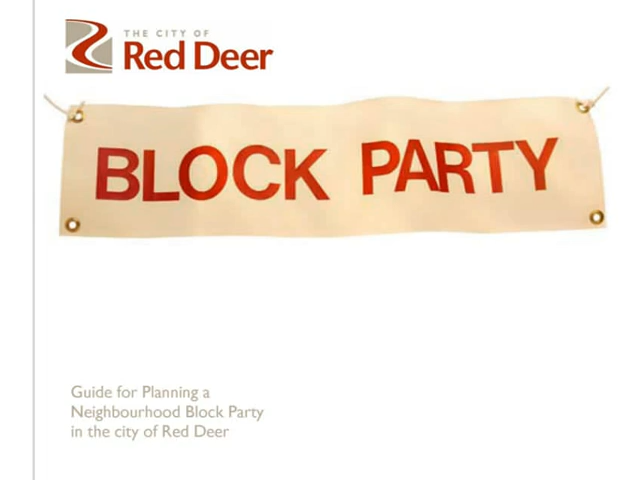 THE CITY OF
Red Deer
BLOCK PARTY
Guide for Planning a
Neighbourhood Block Party
in the city of Red Deer